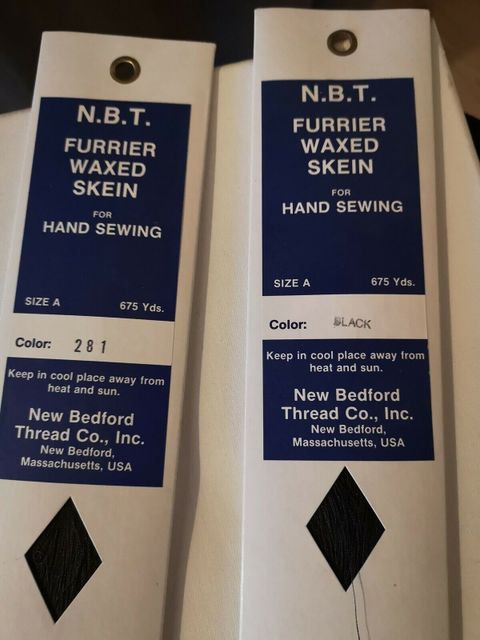 N.B.T.
FURRIER
WAXED
SKEIN
FOR
HAND SEWING
SIZE A 675 Yds.
Color: 281
Keep in cool place away from
heat and sun.
New Bedford
Thread Co., Inc.
New Bedford,
Massachusetts, USA
N.B.T.
FURRIER
WAXED
SKEIN
FOR
HAND SEWING
SIZE A 675 Yds.
Color: BLACK
Keep in cool place away from
heat and sun.
New Bedford
Thread Co., Inc.
New Bedford,
Massachusetts, USA